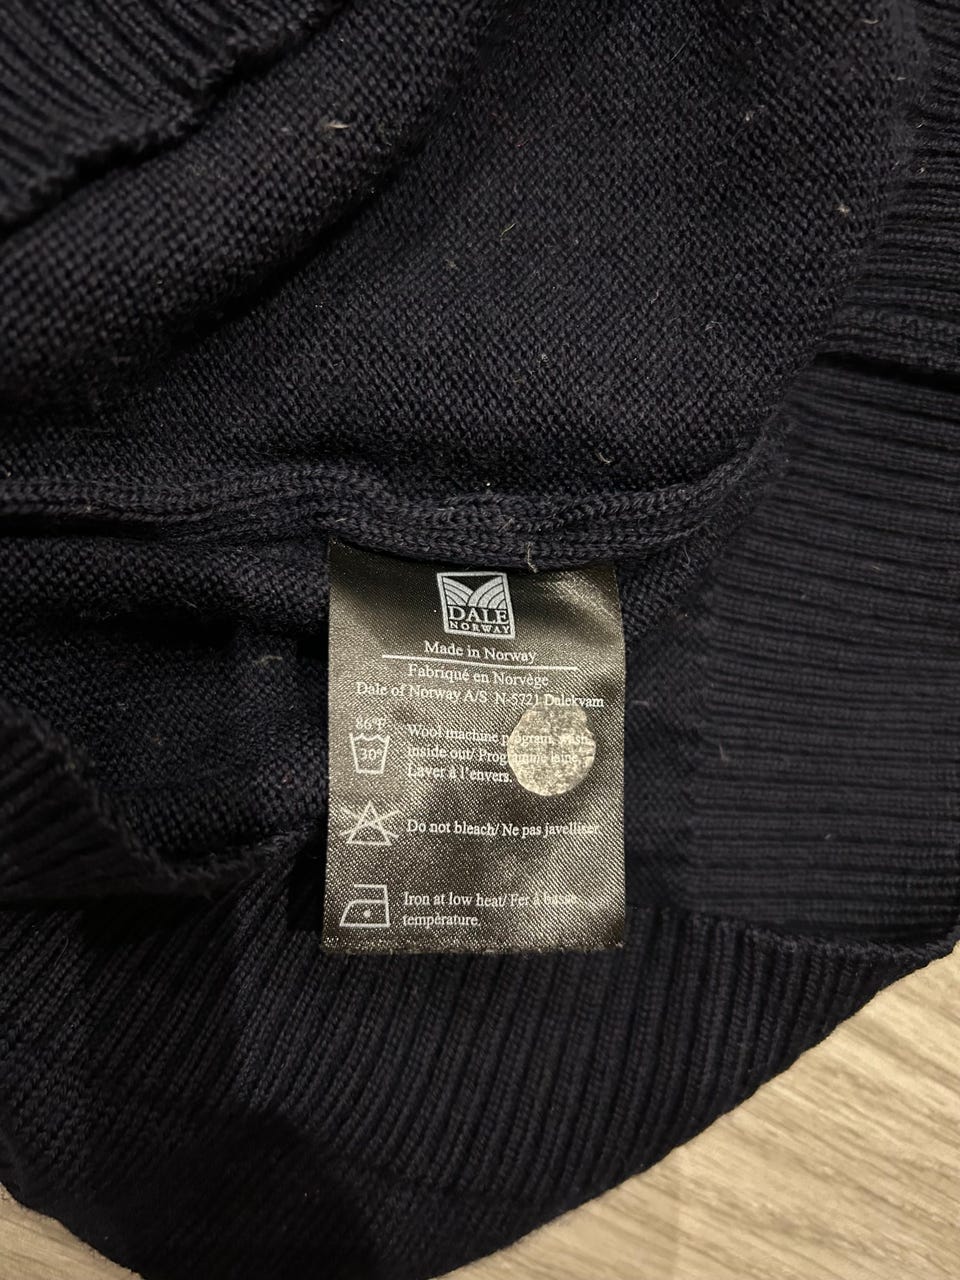 DALE
NORWAY
Made in Norway
Fabriqué en Norvège
Dale of Norway A/S N-5721 Dalekvam
86°F
30°
Wool machine program, wash
inside out/ Programme laine.
Laver à l'envers.
Do not bleach/ Ne pas javelliser.
Iron at low heat/ Fer à basse
température.